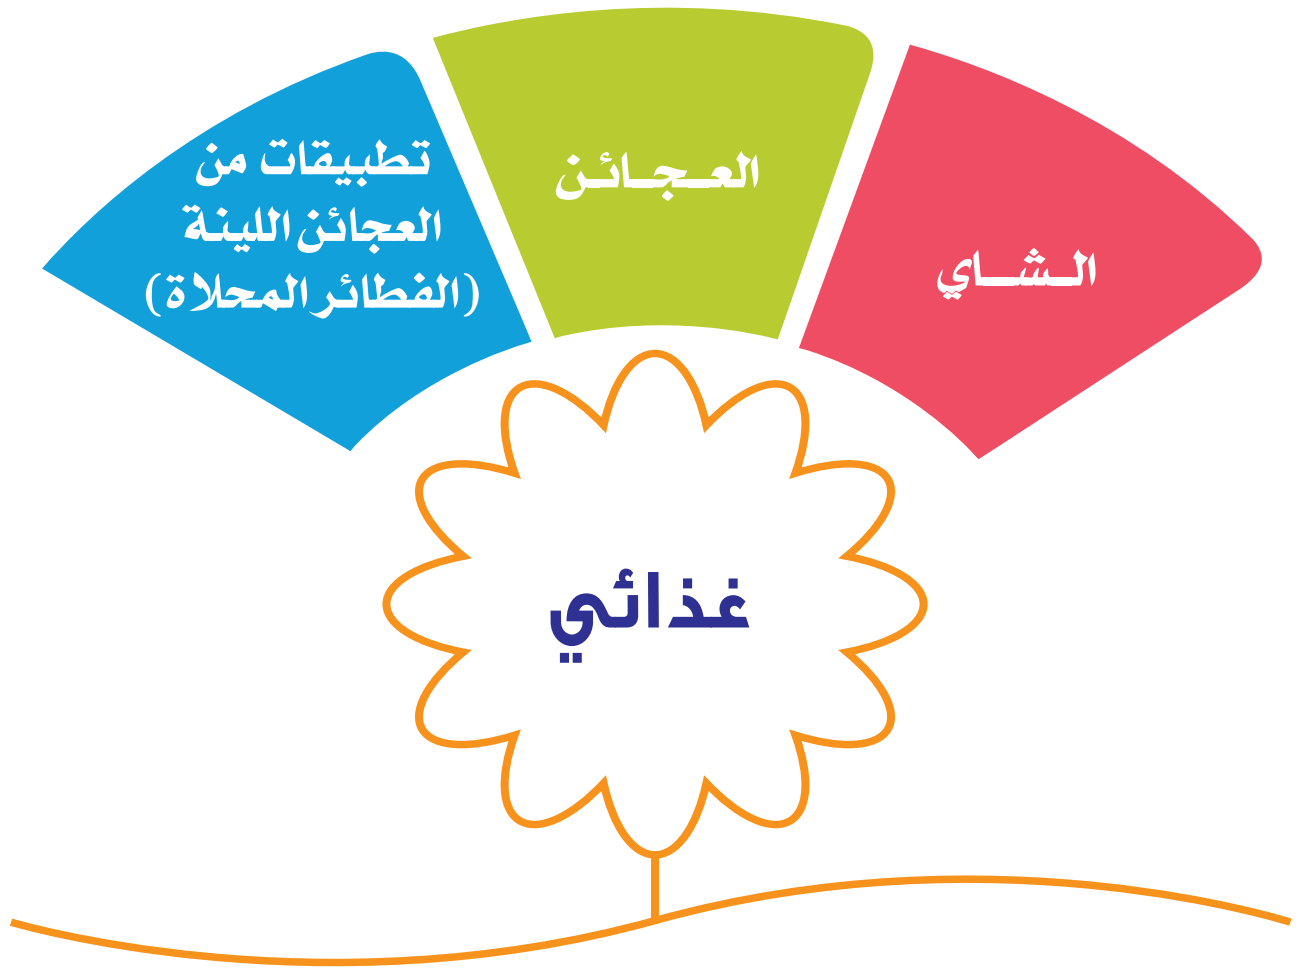 الشاي
العجائن
تطبيقات من
العجائن اللينة
(الفطائر المحلاة)
غذائي